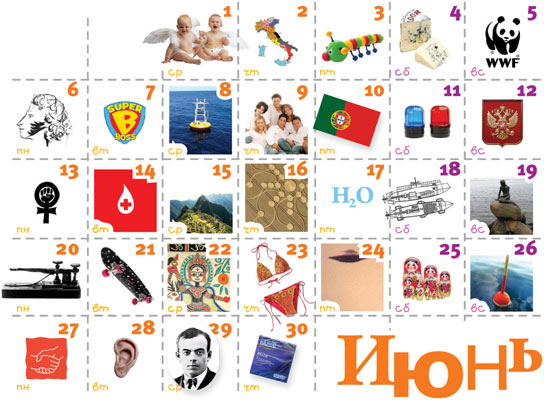 1 2 3 4 5
ср чт пт сб вс
WWF
6 7 8 9 10 11 12
SUPER
B
BOSS
пн вт ср чт пт сб вс
13 14 15 16 17 18 19
H₂O
пн вт ср чт пт сб вс
20 21 22 23 24 25 26
пн вт ср чт пт сб вс
27 28 29 30
пн вт ср чт
Июнь